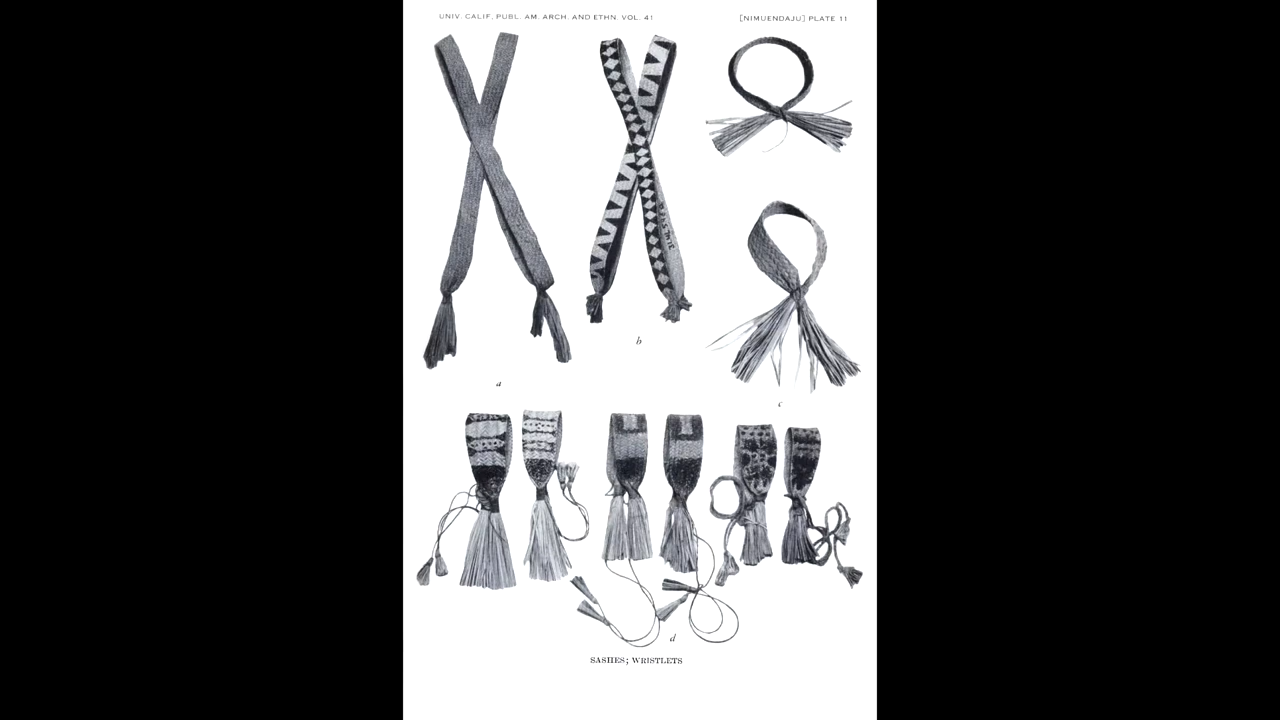 UNIV. CALIF. PUBL. AM. ARCH. AND ETHN. VOL. 41
[NIMUENDAJU] PLATE 11
a
b
c
d
SASHES; WRISTLETS